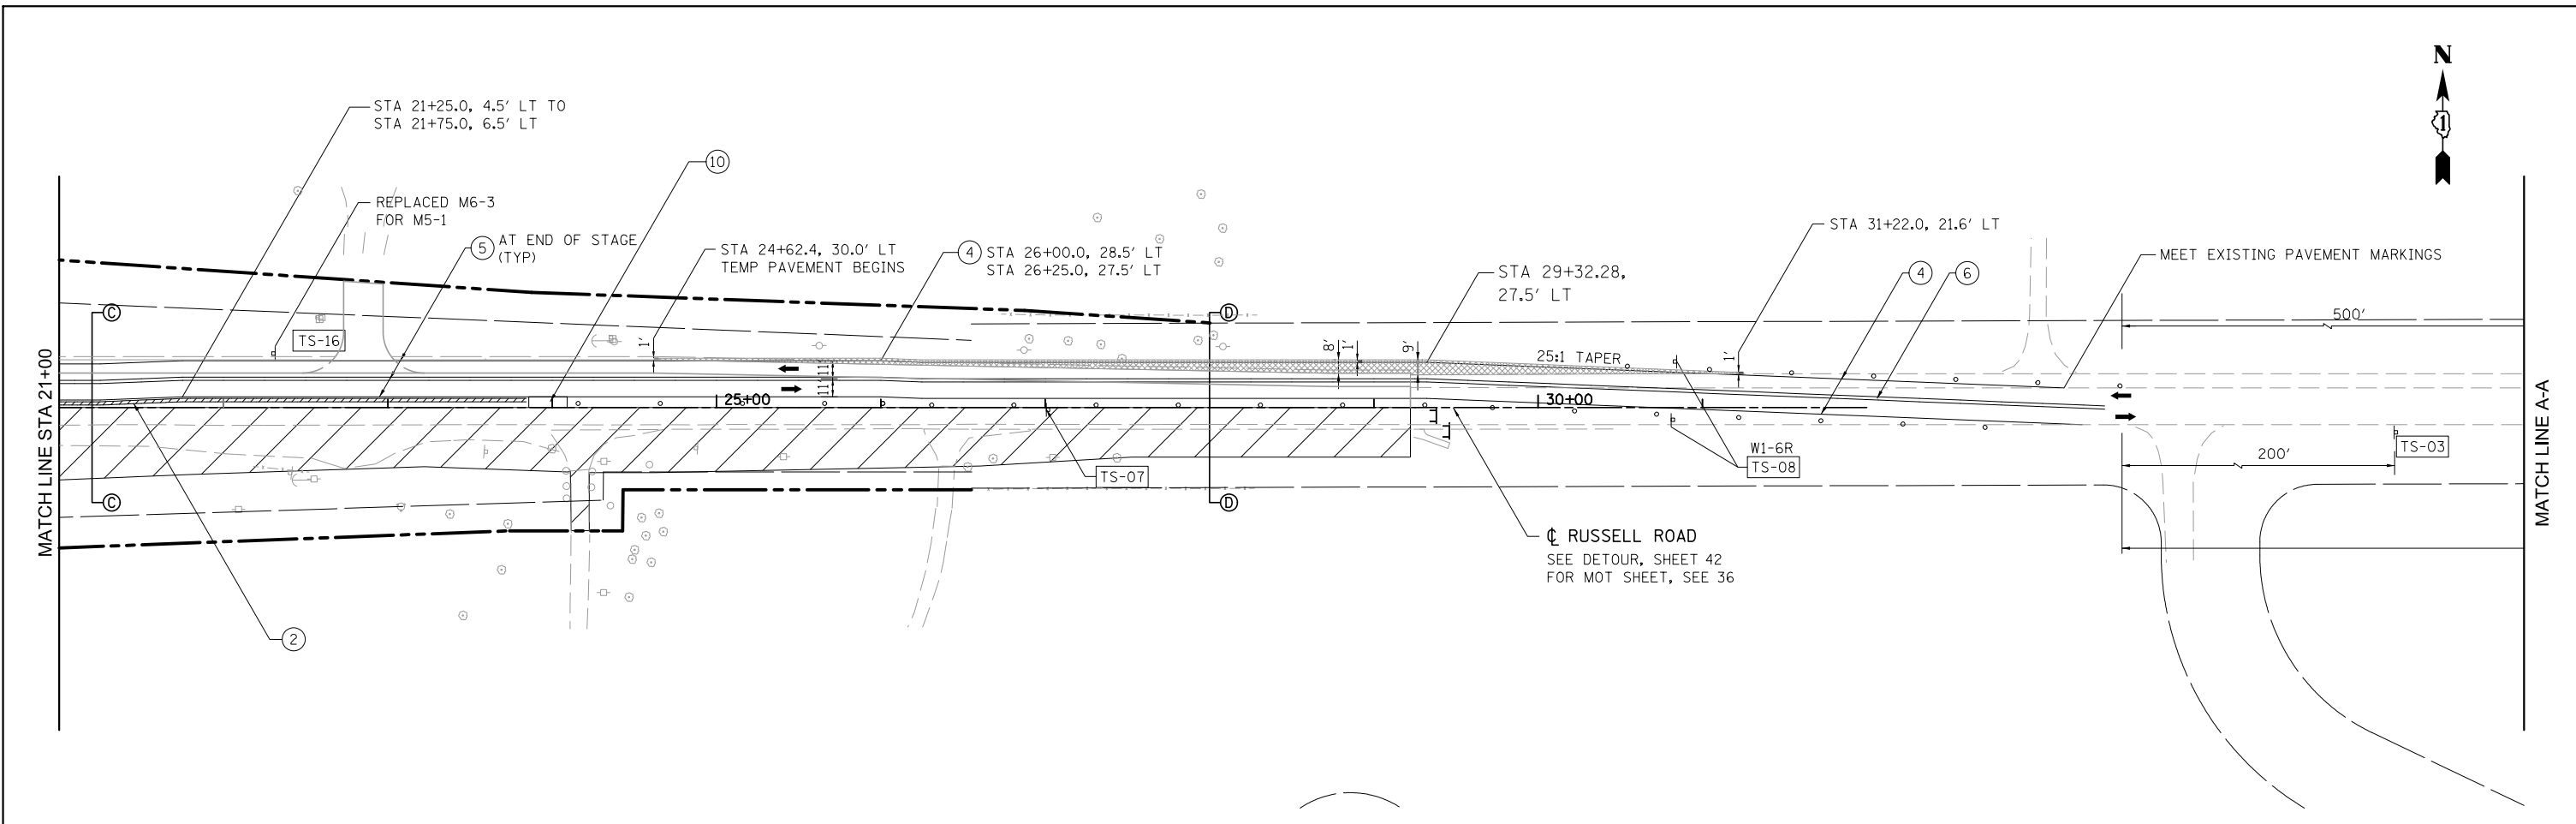 N
1
STA 21+25.0, 4.5' LT TO
STA 21+75.0, 6.5' LT
10
REPLACED M6-3
FOR M5-1
5 AT END OF STAGE
(TYP)
STA 24+62.4, 30.0' LT
TEMP PAVEMENT BEGINS
4 STA 26+00.0, 28.5' LT
STA 26+25.0, 27.5' LT
STA 29+32.28,
27.5' LT
STA 31+22.0, 21.6' LT
4
6
MEET EXISTING PAVEMENT MARKINGS
500'
C
D
TS-16
1'
11'
11'
8'
1'
9'
25:1 TAPER
1'
25+00
30+00
W1-6R
TS-08
TS-07
200'
TS-03
C
D
℄ RUSSELL ROAD
SEE DETOUR, SHEET 42
FOR MOT SHEET, SEE 36
2
MATCH LINE STA 21+00
MATCH LINE A-A